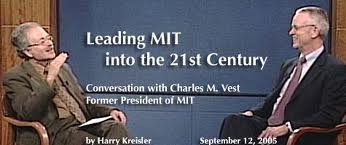 Leading MIT
into the 21st Century
Conversation with Charles M. Vest
Former President of MIT
by Harry Kreisler
September 12, 2005